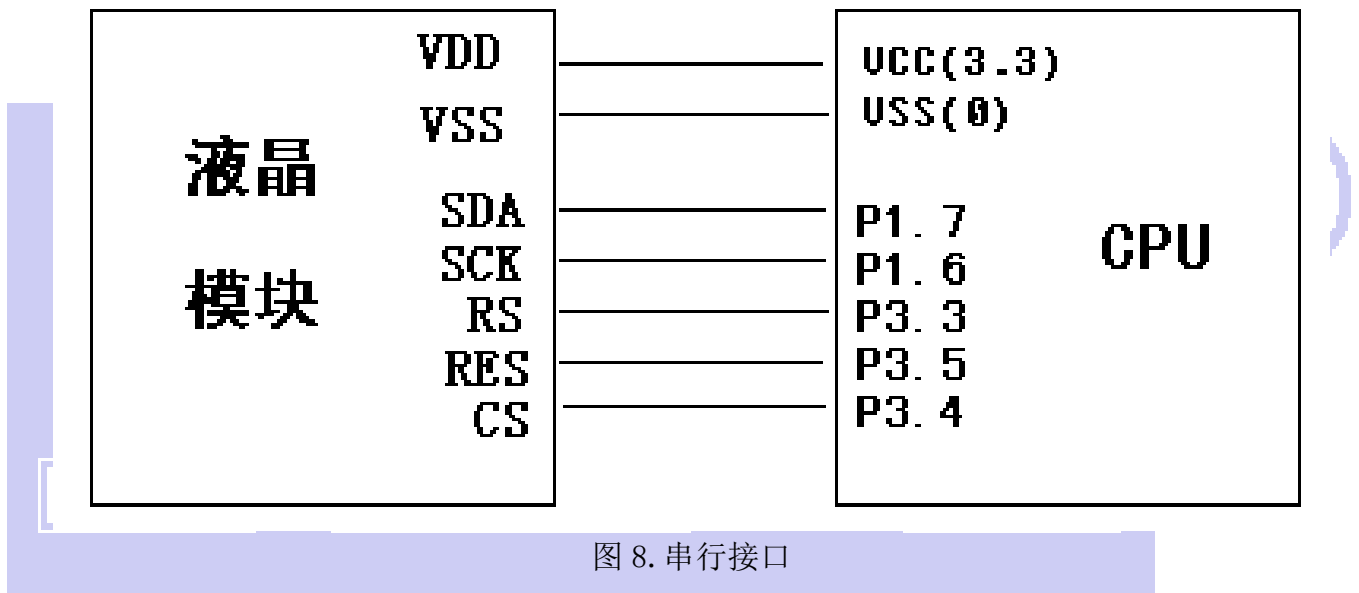 VDD
VSS
液晶
模块
SDA
SCK
RS
RES
CS
VCC(3.3)
VSS(0)
P1.7
P1.6
P3.3
P3.5
P3.4
CPU
图 8.串行接口